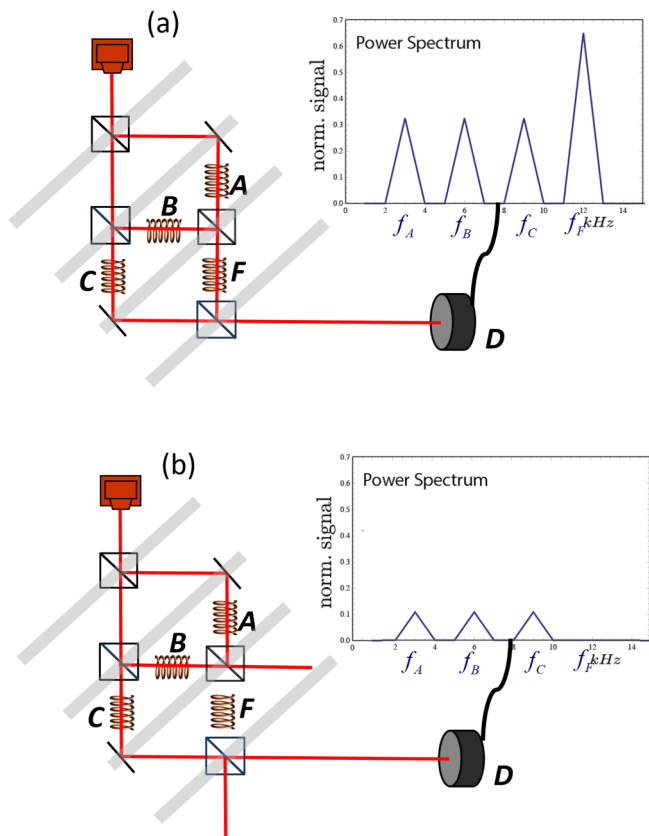 (a)
A
B
C
F
D
Power Spectrum
norm. signal
0.7
0.6
0.5
0.4
0.3
0.2
0.1
0.0
0 2 4 6 8 10 12 14
f_A f_B f_C f_F kHz
(b)
A
B
C
F
D
Power Spectrum
norm. signal
0.7
0.6
0.5
0.4
0.3
0.2
0.1
0.0
0 2 4 6 8 10 12 14
f_A f_B f_C f_F kHz